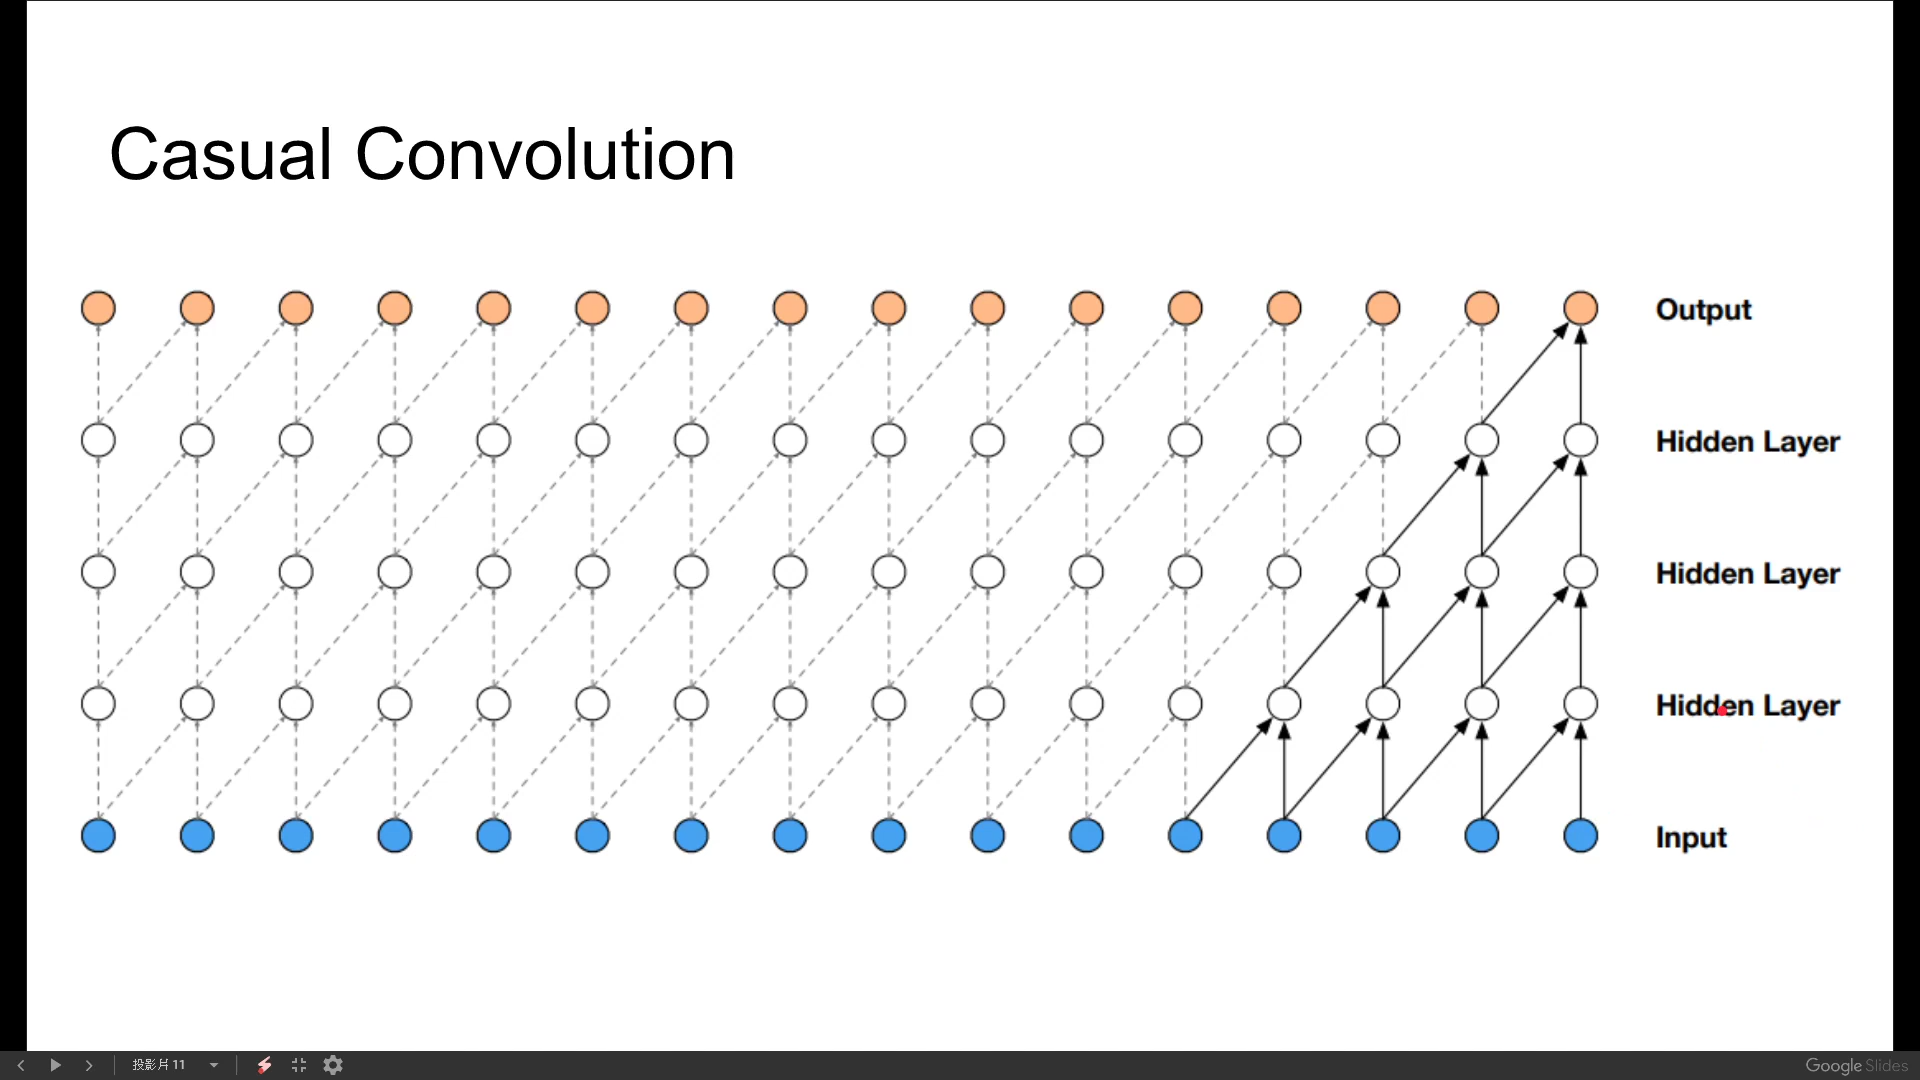 Casual Convolution
Output
Hidden Layer
Hidden Layer
Hidden Layer
Input
投影片 11
Google Slides